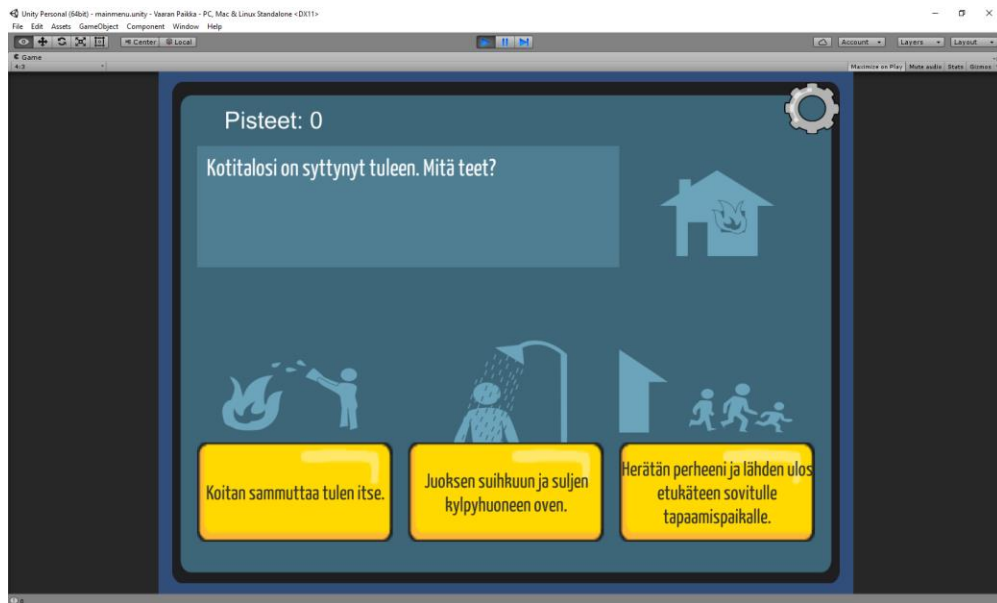 Unity Personal (64bit) - mainmenu.unity - Vaaran Paikka - PC, Mac & Linux Standalone <DX11>
File Edit Assets GameObject Component Window Help
Center Local Account Layers Layout
Game
4:3 Maximize on Play Mute audio Stats Gizmos
Pisteet: 0
Kotitalosi on syttynyt tuleen. Mitä teet?
Koitan sammuttaa tulen itse.
Juoksen suihkuun ja suljen
kylpyhuoneen oven.
Herätän perheeni ja lähden ulos
etukäteen sovitulle
tapaamispaikalle.